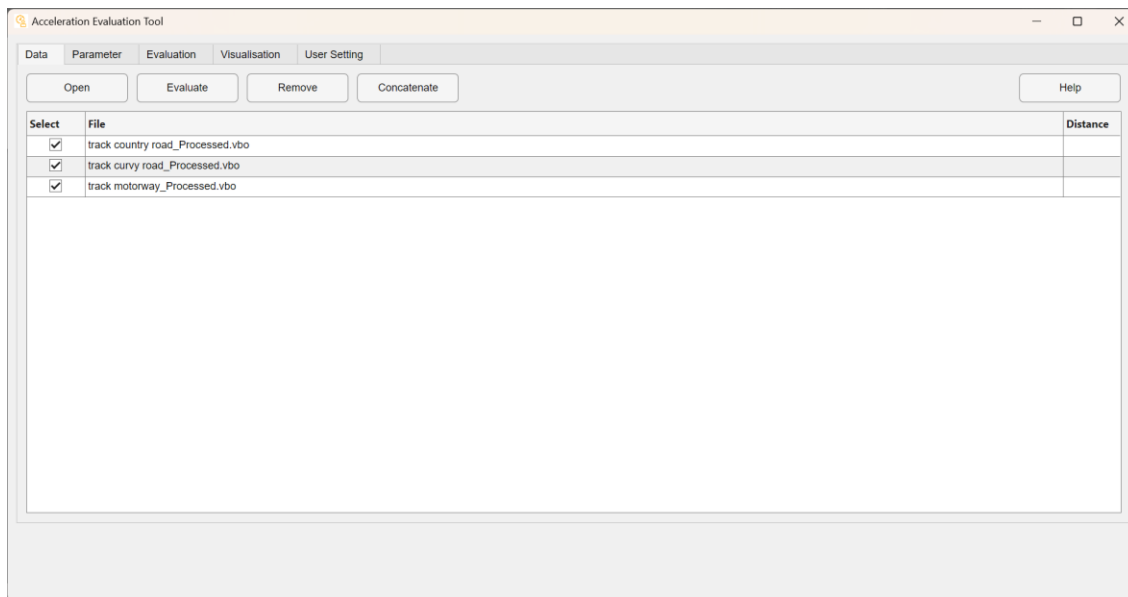 Acceleration Evaluation Tool
Data Parameter Evaluation Visualisation User Setting
Open Evaluate Remove Concatenate Help
Select File Distance
track country road_Processed.vbo
track curvy road_Processed.vbo
track motorway_Processed.vbo